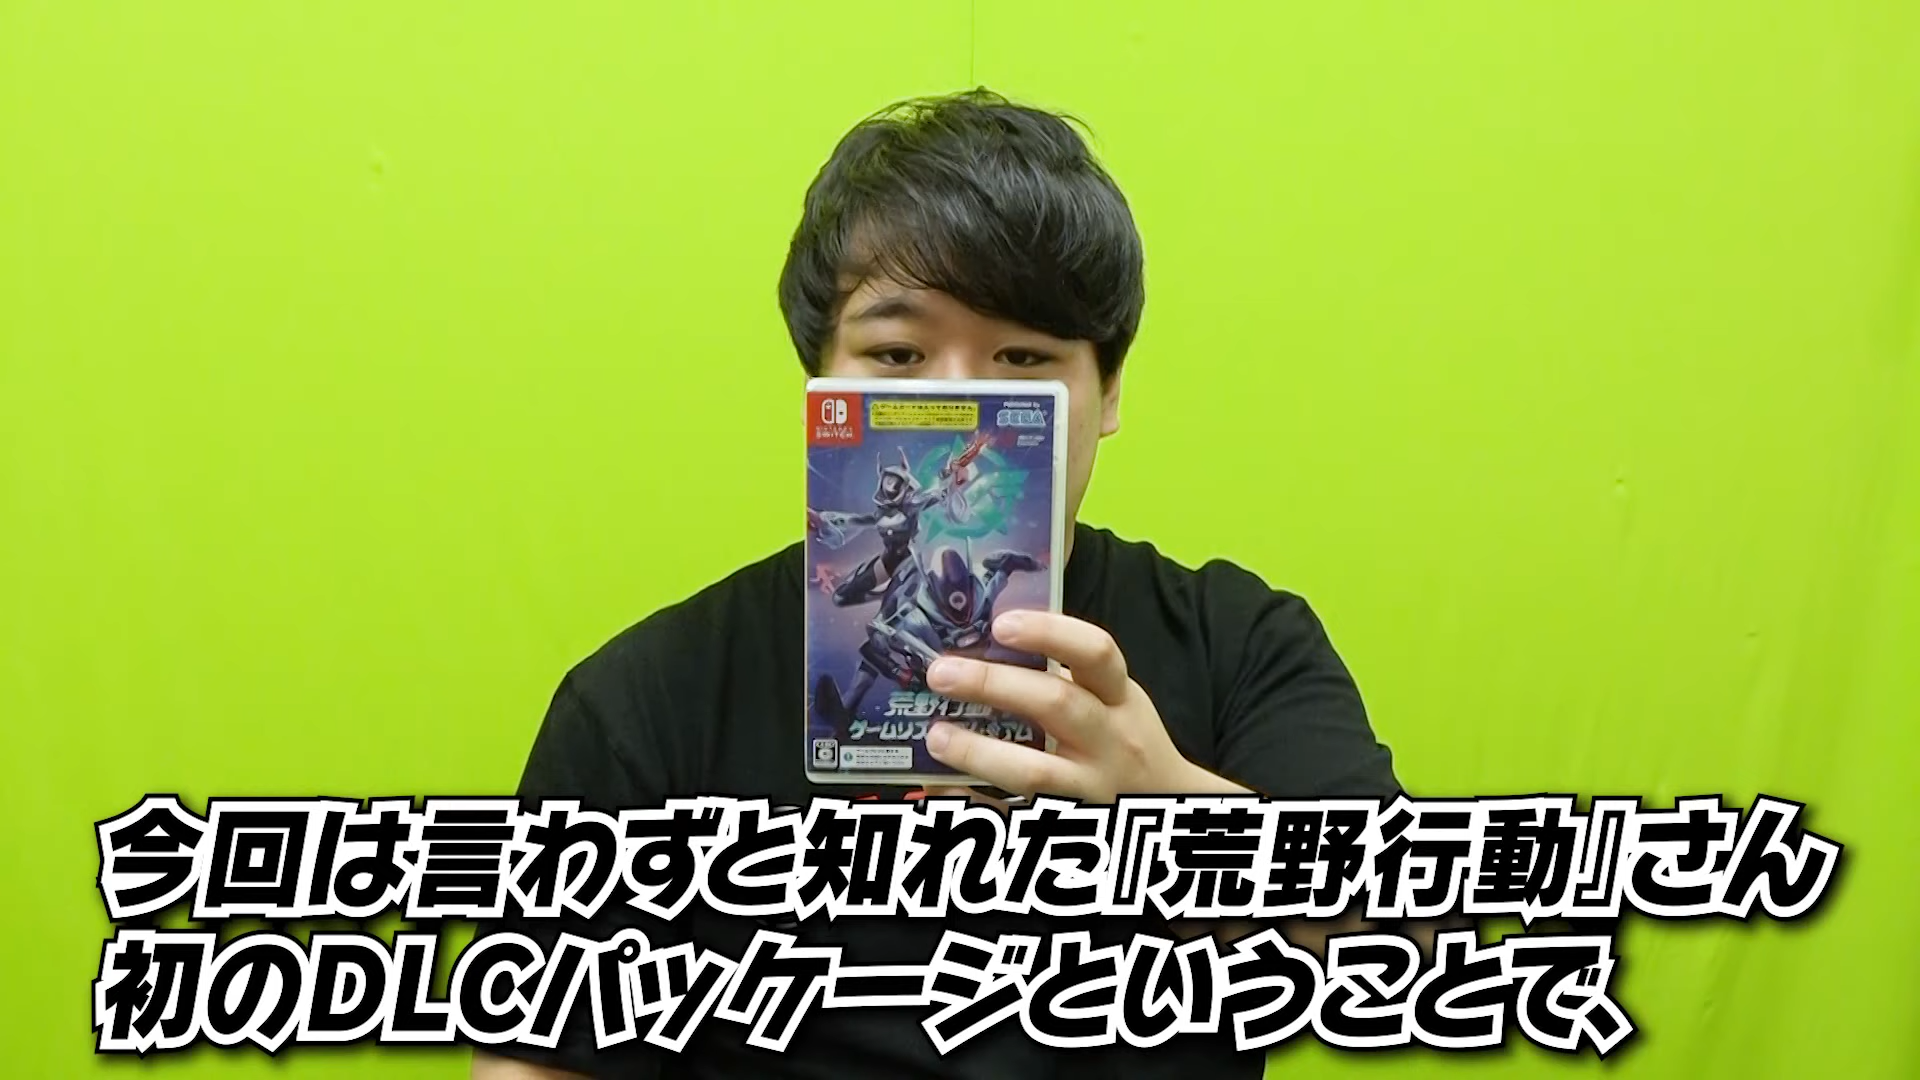 NINTENDO
SWITCH
SEGA
荒野行動
今回は言わずと知れた『荒野行動』さん
初のDLCパッケージということで、